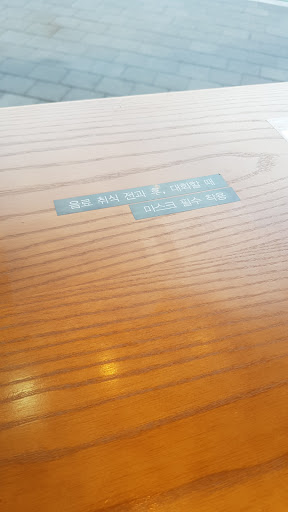 음료 취식 전과 후, 대화할 때
마스크 필수 착용